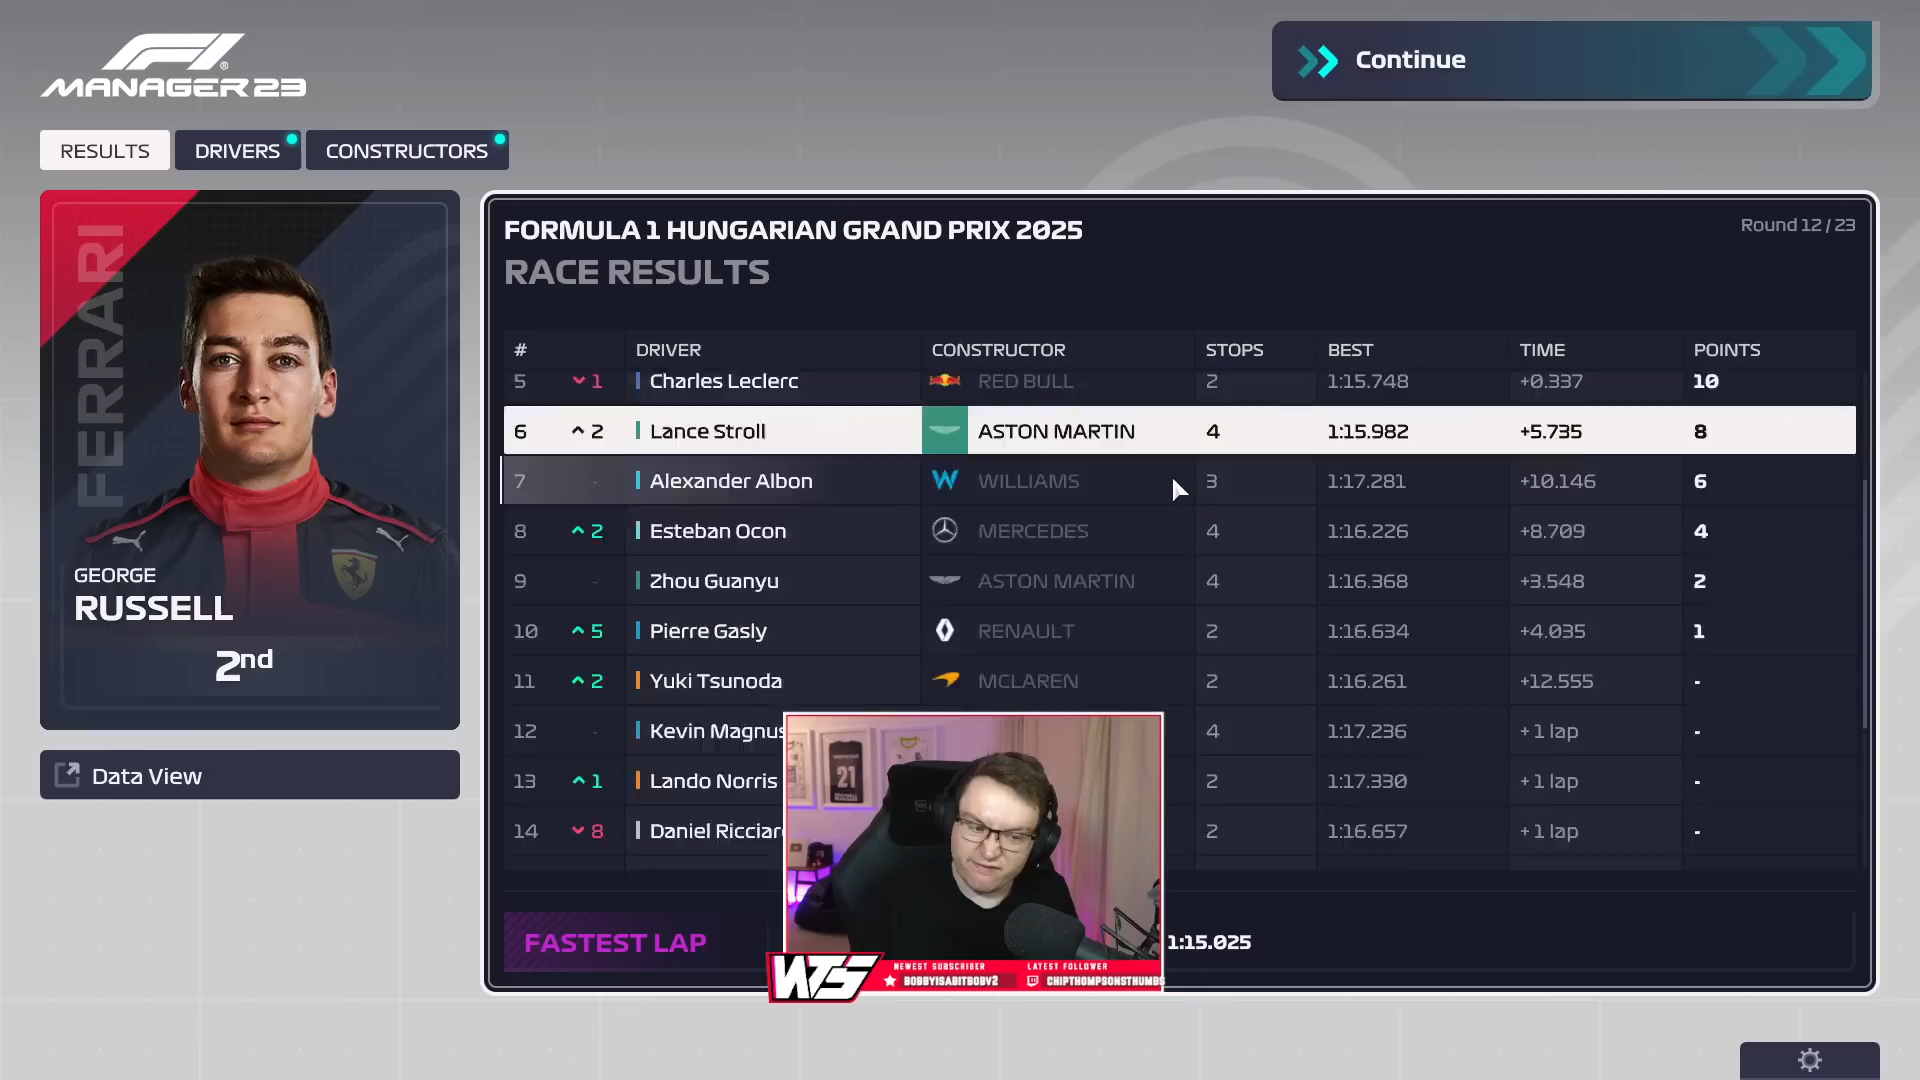 F1®
MANAGER 23
Continue
RESULTS
DRIVERS
CONSTRUCTORS
FERRARI
GEORGE
RUSSELL
2nd
Data View
FORMULA 1 HUNGARIAN GRAND PRIX 2025
Round 12 / 23
RACE RESULTS
# DRIVER CONSTRUCTOR STOPS BEST TIME POINTS
5 1 Charles Leclerc RED BULL 2 1:15.748 +0.337 10
6 2 Lance Stroll ASTON MARTIN 4 1:15.982 +5.735 8
7 - Alexander Albon WILLIAMS 3 1:17.281 +10.146 6
8 2 Esteban Ocon MERCEDES 4 1:16.226 +8.709 4
9 - Zhou Guanyu ASTON MARTIN 4 1:16.368 +3.548 2
10 5 Pierre Gasly RENAULT 2 1:16.634 +4.035 1
11 2 Yuki Tsunoda MCLAREN 2 1:16.261 +12.555 -
12 - Kevin Magnus 4 1:17.236 + 1 lap -
13 1 Lando Norris 2 1:17.330 + 1 lap -
14 8 Daniel Ricciar 2 1:16.657 + 1 lap -
21
FASTEST LAP 1:15.025
WTS
NEWEST SUBSCRIBER
BOBBYISABITBOBV2
LATEST FOLLOWER
CHIPTHOMPSONSTHUMBS